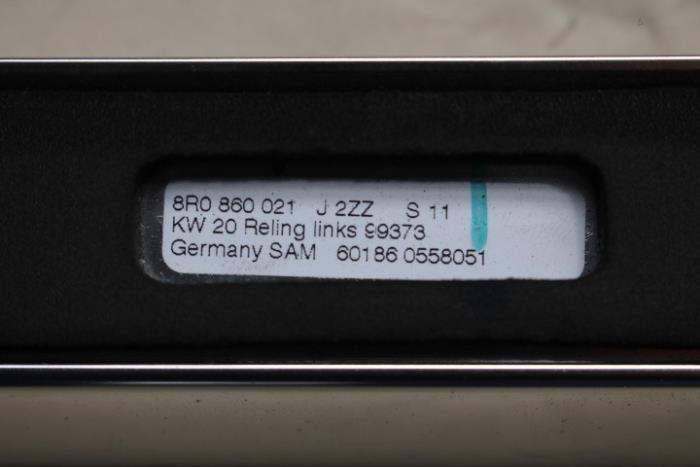 8R0 860 021 J 2ZZ S 11
KW 20 Reling links 99373
Germany SAM 60186 0558051